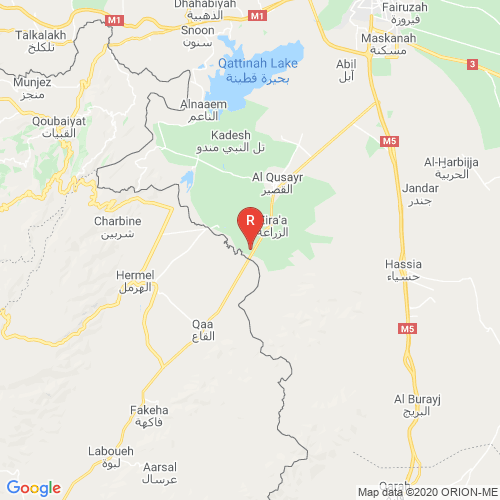 Dhahabiyah
الذهبية
M1
M1
Fairuzah
فيروزة
Talkalakh
تلكلخ
Snoon
سنون
Maskanah
مسكنة
Qattinah Lake
بحيرة قطينة
Abil
آبل
3
Munjez
منجز
Alnaaem
الناعم
Qoubaiyat
القبيات
Kadesh
تل النبي مندو
M5
Al-Harbijja
الحربية
Al Qusayr
القصير
Jandar
جندر
Charbine
شربين
R
الزراعة
Hassia
حسياء
Hermel
الهرمل
Qaa
القاع
M5
Al Burayj
البريج
Fakeha
فاكهة
Laboueh
لبوة
Aarsal
عرسال
Google
Map data ©2020 ORION-ME